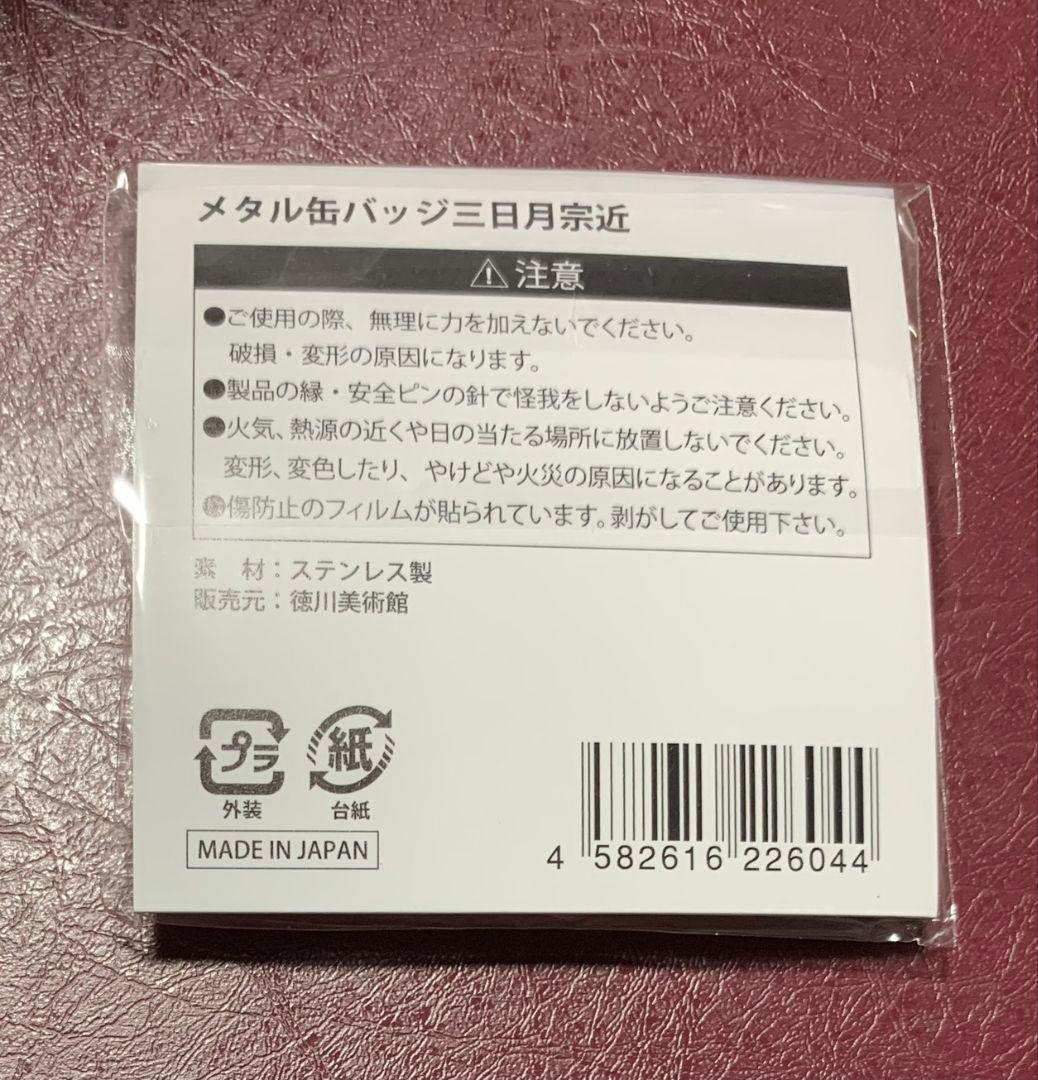 メタル缶バッジ三日月宗近
⚠注意
●ご使用の際、無理に力を加えないでください。
破損・変形の原因になります。
●製品の縁・安全ピンの針で怪我をしないようご注意ください。
●火気、熱源の近くや日の当たる場所に放置しないでください。
変形、変色したり、やけどや火災の原因になることがあります。
●傷防止のフィルムが貼られています。剥がしてご使用下さい。
素　材：ステンレス製
販売元：徳川美術館
プラ 紙
外装 台紙
MADE IN JAPAN
4 582616 226044